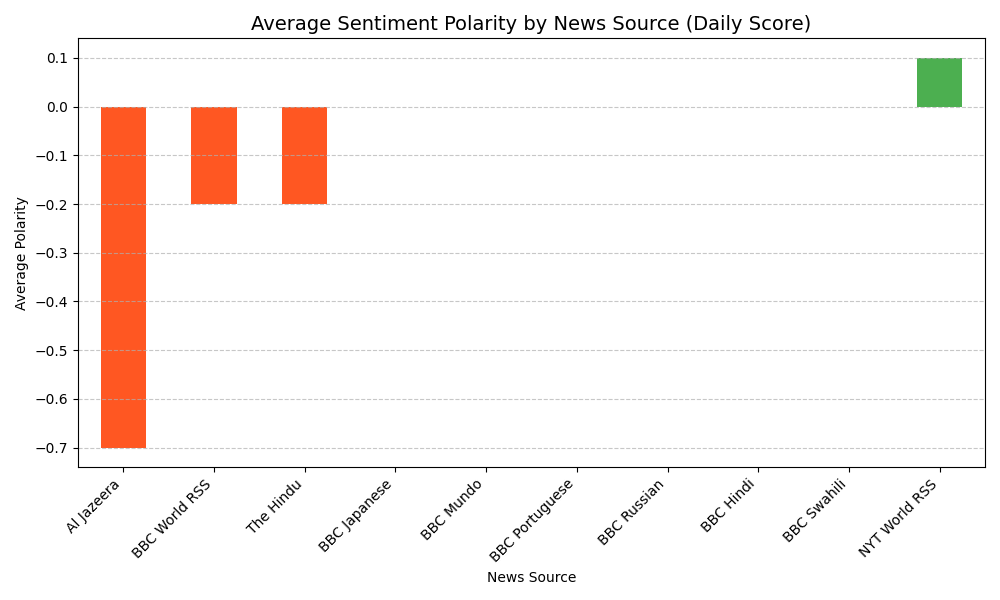 Average Sentiment Polarity by News Source (Daily Score)
0.1
0.0
−0.1
−0.2
−0.3
−0.4
−0.5
−0.6
−0.7
Average Polarity
Al Jazeera
BBC World RSS
The Hindu
BBC Japanese
BBC Mundo
BBC Portuguese
BBC Russian
BBC Hindi
BBC Swahili
NYT World RSS
News Source